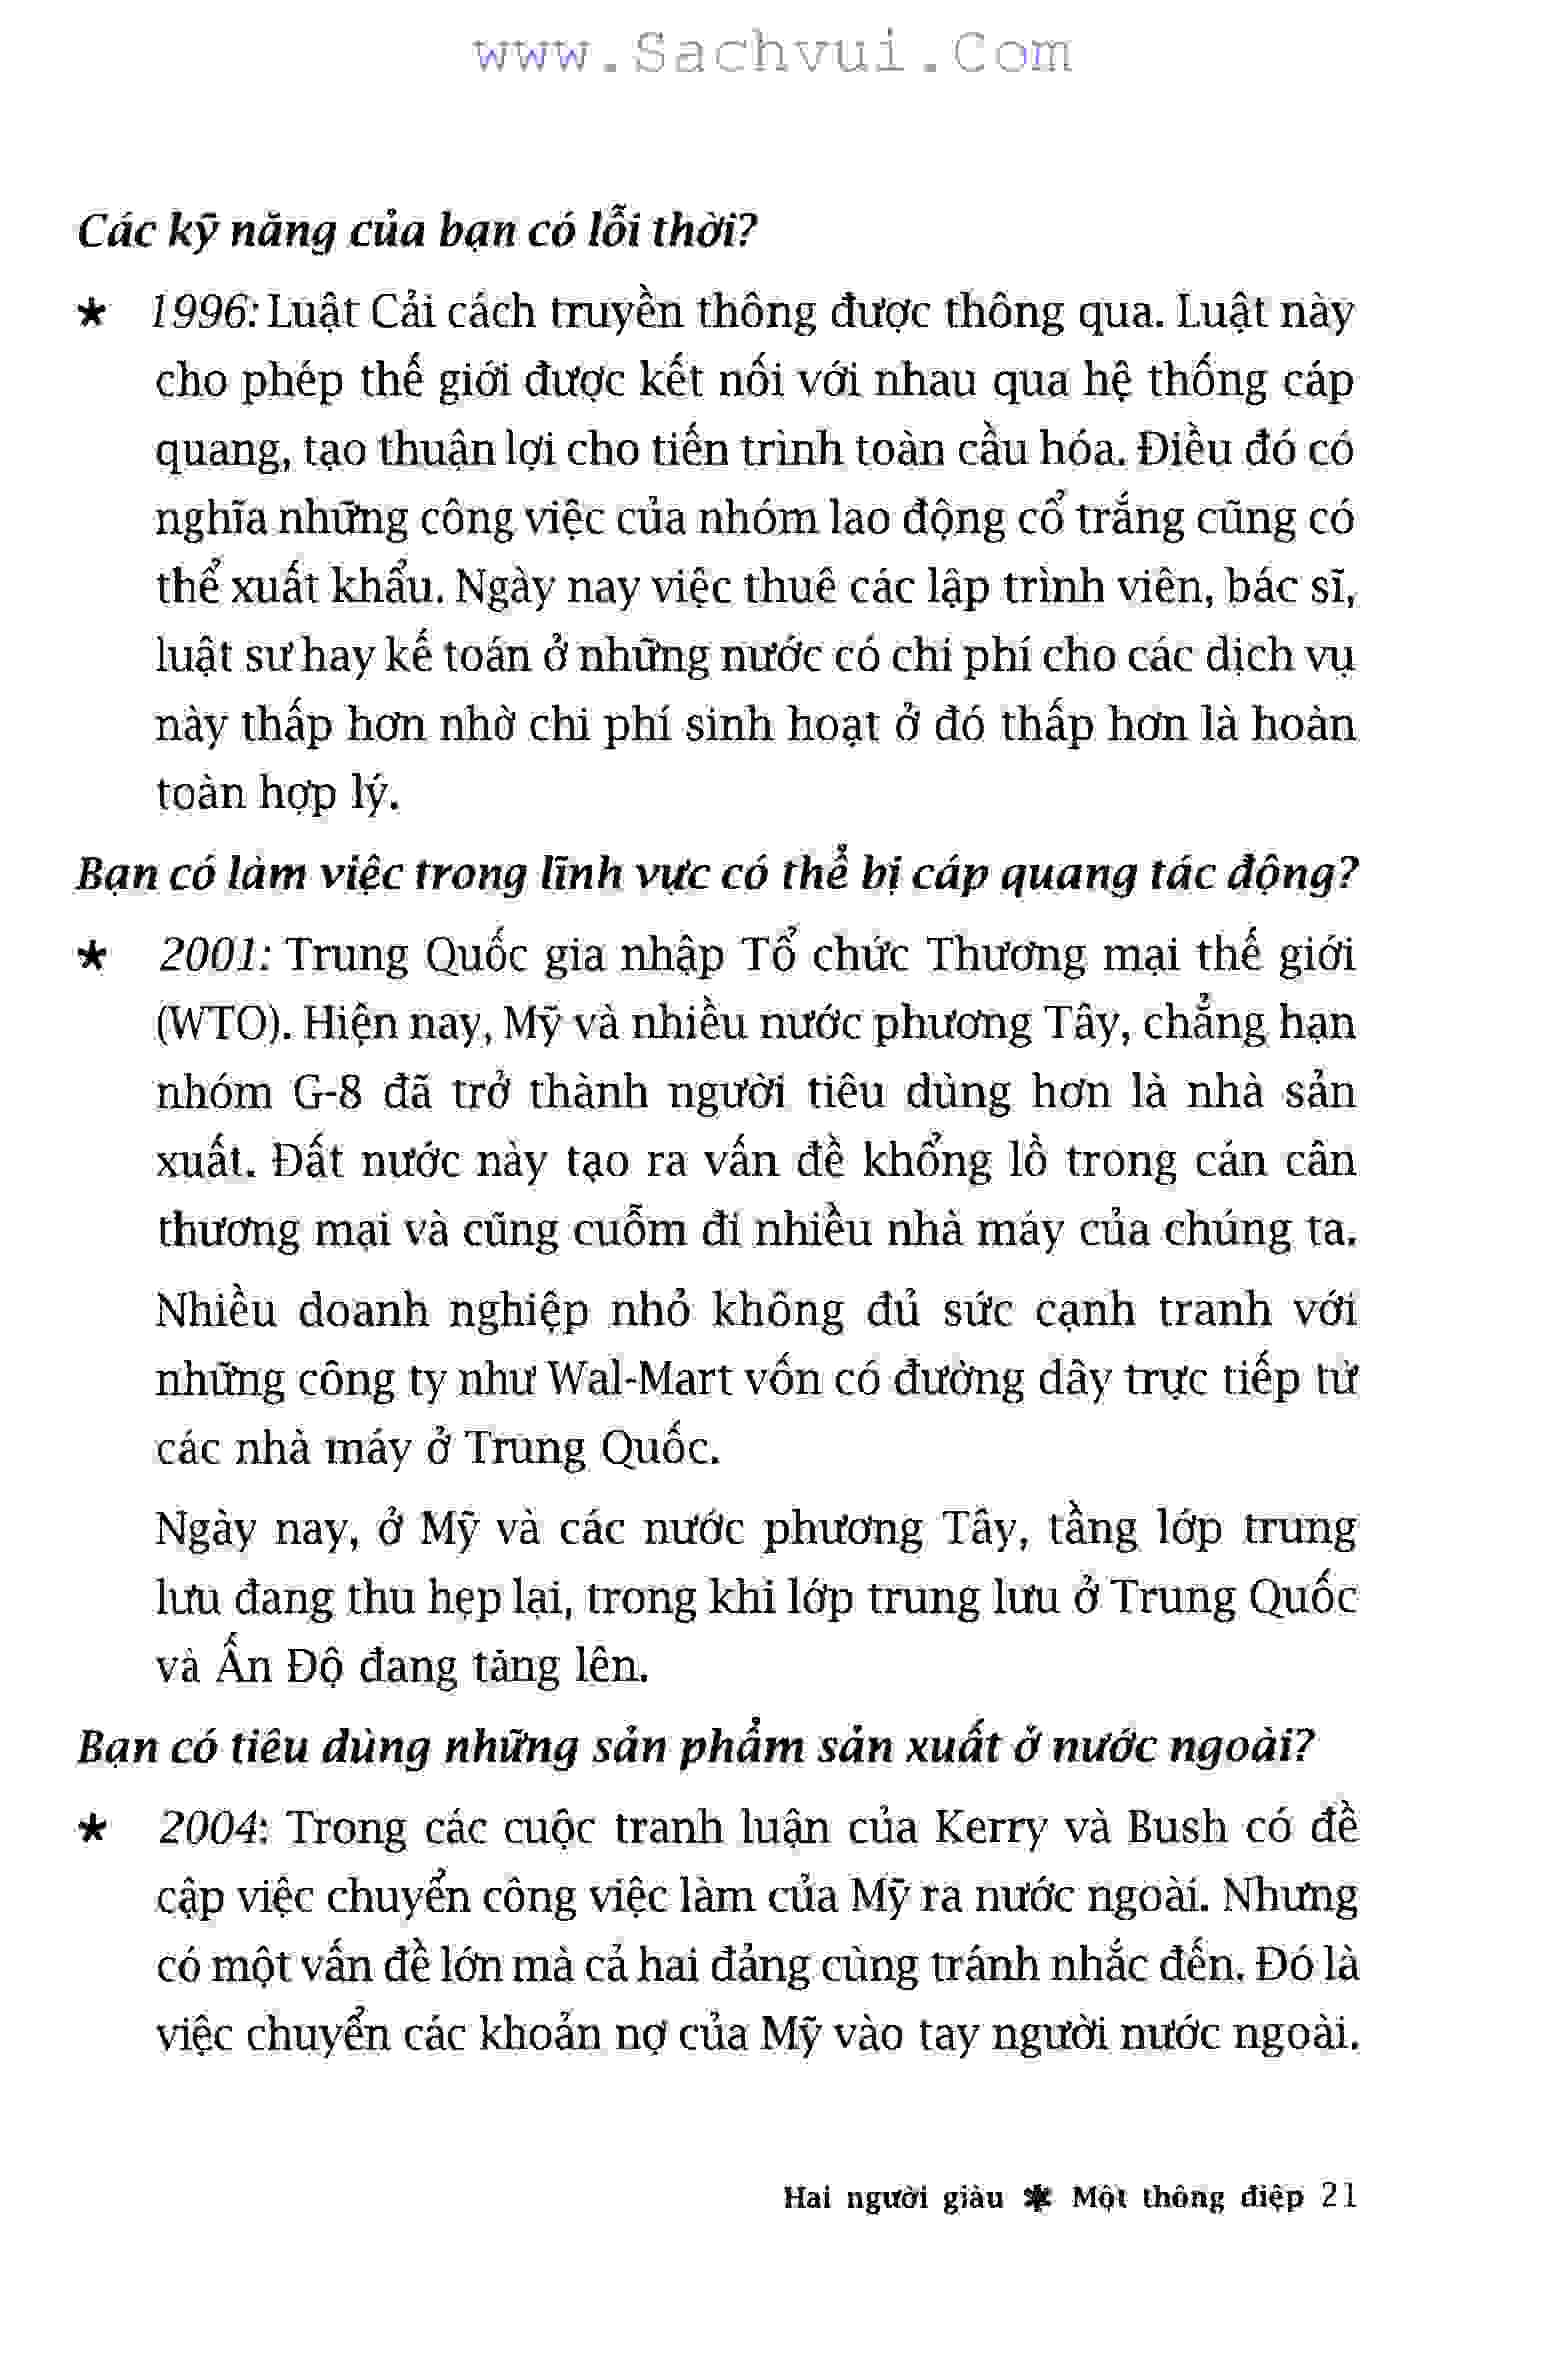 www.Sachvui.Com
Các kỹ năng của bạn có lỗi thời?
★ 1996: Luật Cải cách truyền thông được thông qua. Luật này
cho phép thế giới được kết nối với nhau qua hệ thống cáp
quang, tạo thuận lợi cho tiến trình toàn cầu hóa. Điều đó có
nghĩa những công việc của nhóm lao động cổ trắng cũng có
thể xuất khẩu. Ngày nay việc thuê các lập trình viên, bác sĩ,
luật sư hay kế toán ở những nước có chi phí cho các dịch vụ
này thấp hơn nhờ chi phí sinh hoạt ở đó thấp hơn là hoàn
toàn hợp lý.
Bạn có làm việc trong lĩnh vực có thể bị cáp quang tác động?
★ 2001: Trung Quốc gia nhập Tổ chức Thương mại thế giới
(WTO). Hiện nay, Mỹ và nhiều nước phương Tây, chẳng hạn
nhóm G-8 đã trở thành người tiêu dùng hơn là nhà sản
xuất. Đất nước này tạo ra vấn đề khổng lồ trong cán cân
thương mại và cũng cuỗm đi nhiều nhà máy của chúng ta.
Nhiều doanh nghiệp nhỏ không đủ sức cạnh tranh với
những công ty như Wal-Mart vốn có đường dây trực tiếp từ
các nhà máy ở Trung Quốc.
Ngày nay, ở Mỹ và các nước phương Tây, tầng lớp trung
lưu đang thu hẹp lại, trong khi lớp trung lưu ở Trung Quốc
và Ấn Độ đang tăng lên.
Bạn có tiêu dùng những sản phẩm sản xuất ở nước ngoài?
★ 2004: Trong các cuộc tranh luận của Kerry và Bush có đề
cập việc chuyển công việc làm của Mỹ ra nước ngoài. Nhưng
có một vấn đề lớn mà cả hai đảng cùng tránh nhắc đến. Đó là
việc chuyển các khoản nợ của Mỹ vào tay người nước ngoài.
Hai người giàu ✱ Một thông điệp 21